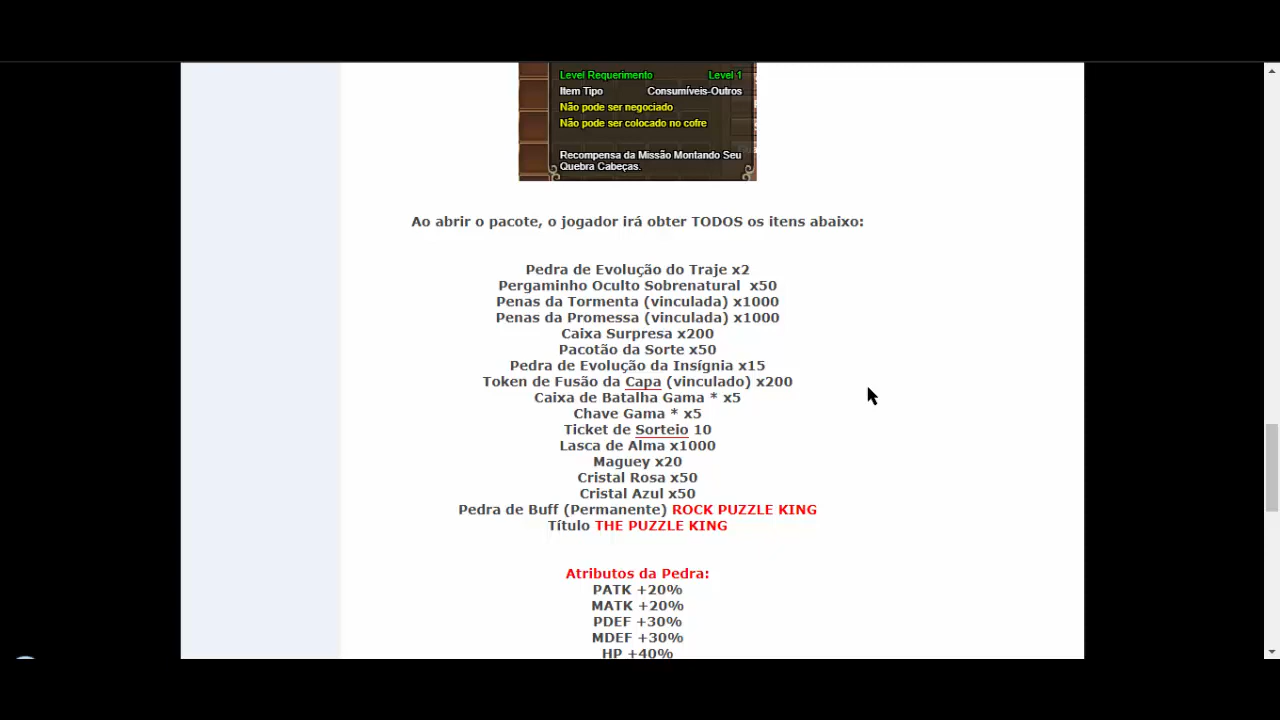 Level Requerimento Level 1
Item Tipo Consumíveis-Outros
Não pode ser negociado
Não pode ser colocado no cofre
Recompensa da Missão Montando Seu
Quebra Cabeças.
Ao abrir o pacote, o jogador irá obter TODOS os itens abaixo:
Pedra de Evolução do Traje x2
Pergaminho Oculto Sobrenatural x50
Penas da Tormenta (vinculada) x1000
Penas da Promessa (vinculada) x1000
Caixa Surpresa x200
Pacotão da Sorte x50
Pedra de Evolução da Insígnia x15
Token de Fusão da Capa (vinculado) x200
Caixa de Batalha Gama * x5
Chave Gama * x5
Ticket de Sorteio 10
Lasca de Alma x1000
Maguey x20
Cristal Rosa x50
Cristal Azul x50
Pedra de Buff (Permanente) ROCK PUZZLE KING
Título THE PUZZLE KING
Atributos da Pedra:
PATK +20%
MATK +20%
PDEF +30%
MDEF +30%
HP +40%